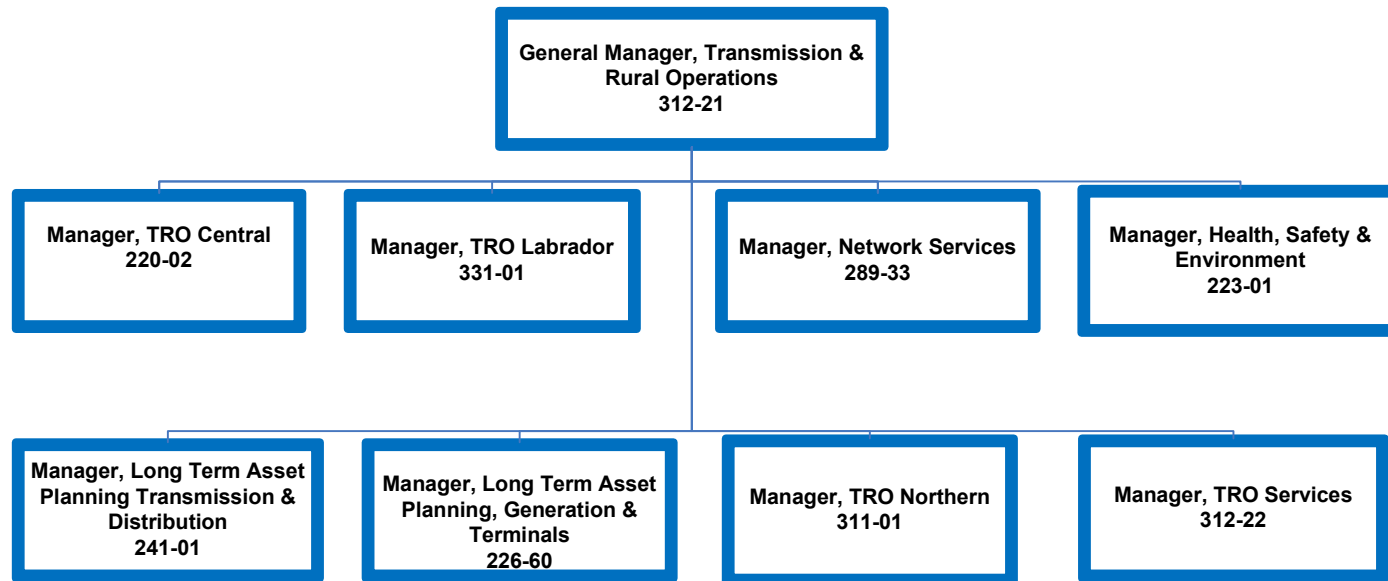 General Manager, Transmission &
Rural Operations
312-21
Manager, TRO Central
220-02
Manager, TRO Labrador
331-01
Manager, Network Services
289-33
Manager, Health, Safety &
Environment
223-01
Manager, Long Term Asset
Planning Transmission &
Distribution
241-01
Manager, Long Term Asset
Planning, Generation &
Terminals
226-60
Manager, TRO Northern
311-01
Manager, TRO Services
312-22